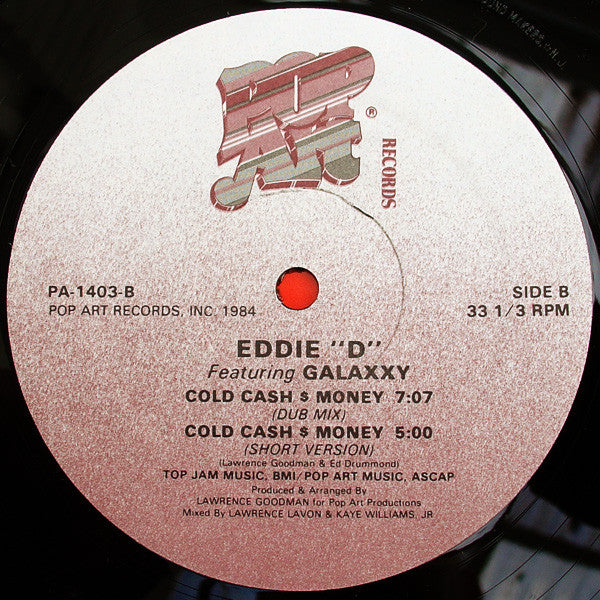 POP
ART
®
RECORDS
PA-1403-B
POP ART RECORDS, INC. 1984
SIDE B
33 1/3 RPM
EDDIE "D"
Featuring GALAXXY
COLD CASH $ MONEY 7:07
(DUB MIX)
COLD CASH $ MONEY 5:00
(SHORT VERSION)
(Lawrence Goodman & Ed Drummond)
TOP JAM MUSIC, BMI/POP ART MUSIC, ASCAP
Produced & Arranged By
LAWRENCE GOODMAN for Pop Art Productions
Mixed By LAWRENCE LAVON & KAYE WILLIAMS, JR